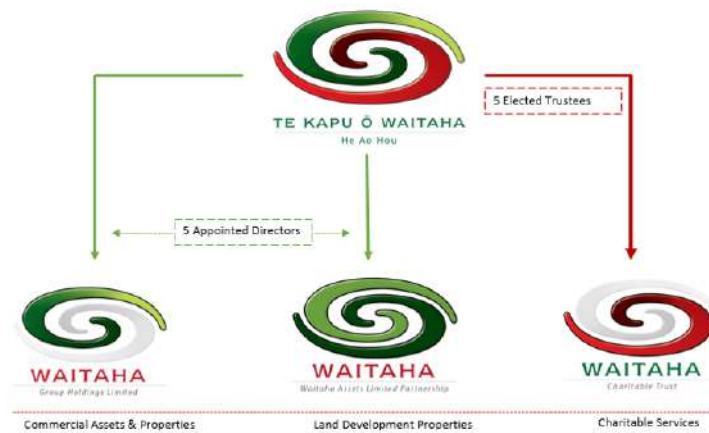 5 Elected Trustees
TE KAPU Ō WAITAHA
He Ao Hou
5 Appointed Directors
WAITAHA
Group Holdings Limited
WAITAHA
Waitaha Assets Limited Partnership
WAITAHA
Charitable Trust
Commercial Assets & Properties
Land Development Properties
Charitable Services